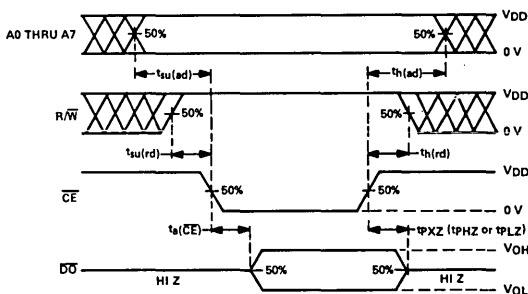 VDD
A0 THRU A7
50%
50%
0 V
tsu(ad)
th(ad)
VDD
R/W̅
50%
50%
0 V
tsu(rd)
th(rd)
VDD
C̅E̅
50%
50%
0 V
ta(C̅E̅)
tPXZ (tPHZ or tPLZ)
VOH
D̅O̅
HI Z
50%
50%
HI Z
VOL